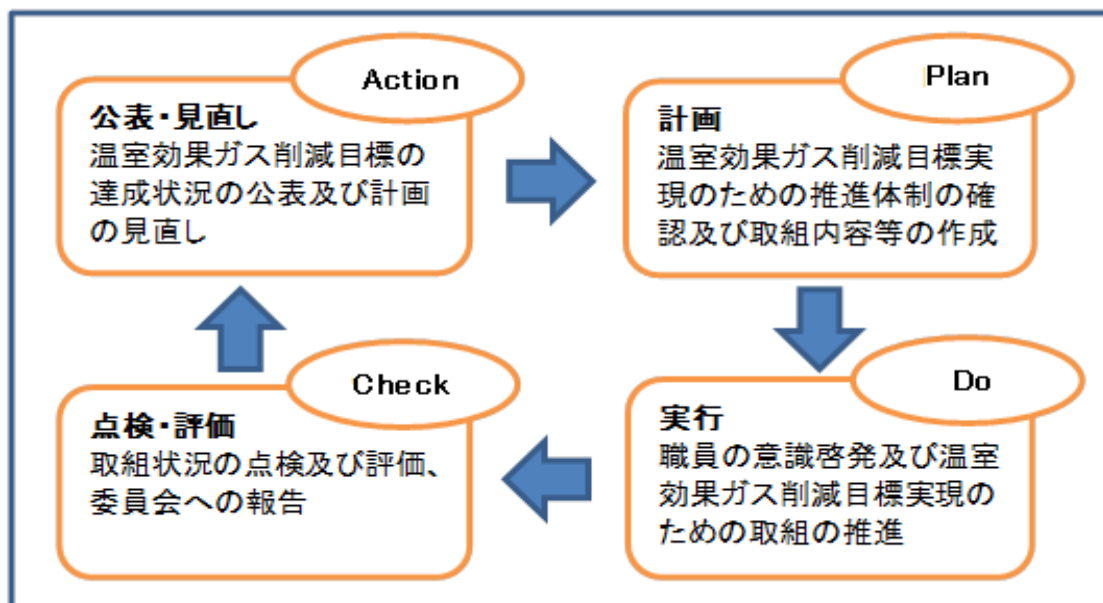 Action
公表・見直し
温室効果ガス削減目標の
達成状況の公表及び計画
の見直し
Plan
計画
温室効果ガス削減目標実
現のための推進体制の確
認及び取組内容等の作成
Check
点検・評価
取組状況の点検及び評価、
委員会への報告
Do
実行
職員の意識啓発及び温室
効果ガス削減目標実現の
ための取組の推進